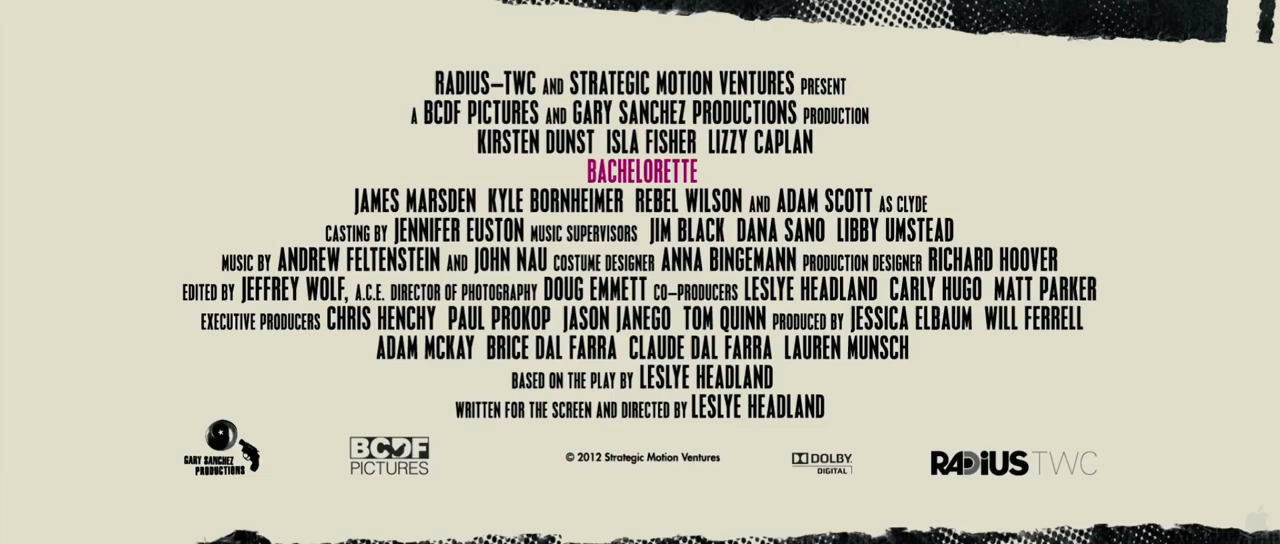 RADIUS–TWC AND STRATEGIC MOTION VENTURES PRESENT
A BCDF PICTURES AND GARY SANCHEZ PRODUCTIONS PRODUCTION
KIRSTEN DUNST ISLA FISHER LIZZY CAPLAN
BACHELORETTE
JAMES MARSDEN KYLE BORNHEIMER REBEL WILSON AND ADAM SCOTT AS CLYDE
CASTING BY JENNIFER EUSTON MUSIC SUPERVISORS JIM BLACK DANA SANO LIBBY UMSTEAD
MUSIC BY ANDREW FELTENSTEIN AND JOHN NAU COSTUME DESIGNER ANNA BINGEMANN PRODUCTION DESIGNER RICHARD HOOVER
EDITED BY JEFFREY WOLF, A.C.E. DIRECTOR OF PHOTOGRAPHY DOUG EMMETT CO–PRODUCERS LESLYE HEADLAND CARLY HUGO MATT PARKER
EXECUTIVE PRODUCERS CHRIS HENCHY PAUL PROKOP JASON JANEGO TOM QUINN PRODUCED BY JESSICA ELBAUM WILL FERRELL
ADAM MCKAY BRICE DAL FARRA CLAUDE DAL FARRA LAUREN MUNSCH
BASED ON THE PLAY BY LESLYE HEADLAND
WRITTEN FOR THE SCREEN AND DIRECTED BY LESLYE HEADLAND
GARY SANCHEZ
PRODUCTIONS
BCDF
PICTURES
© 2012 Strategic Motion Ventures
DOLBY
DIGITAL
RADiUS TWC